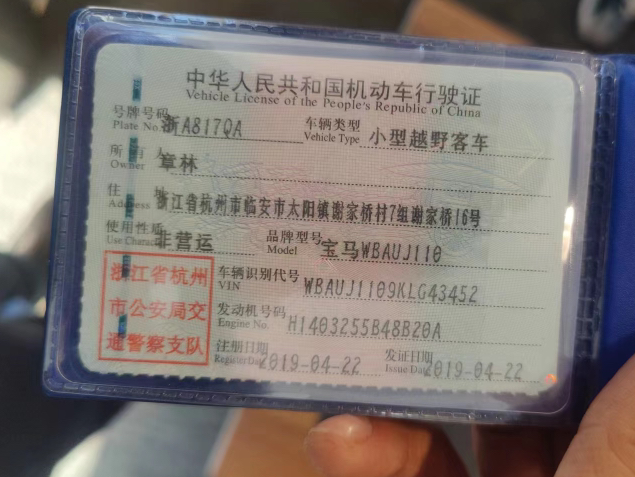 中华人民共和国机动车行驶证
Vehicle License of the People's Republic of China
号牌号码 浙A817QA 车辆类型 小型越野客车
Plate No. Vehicle Type
所有人 章林
Owner
住址 浙江省杭州市临安市太阳镇谢家桥村7组谢家桥16号
Address
使用性质 非营运 品牌型号 宝马WBAUJ110
Use Character Model
浙江省杭州
市公安局交
通警察支队
车辆识别代号 WBAUJ1109KLG43452
VIN
发动机号码 H1403255B48B20A
Engine No.
注册日期 2019-04-22 发证日期 2019-04-22
Register Date Issue Date